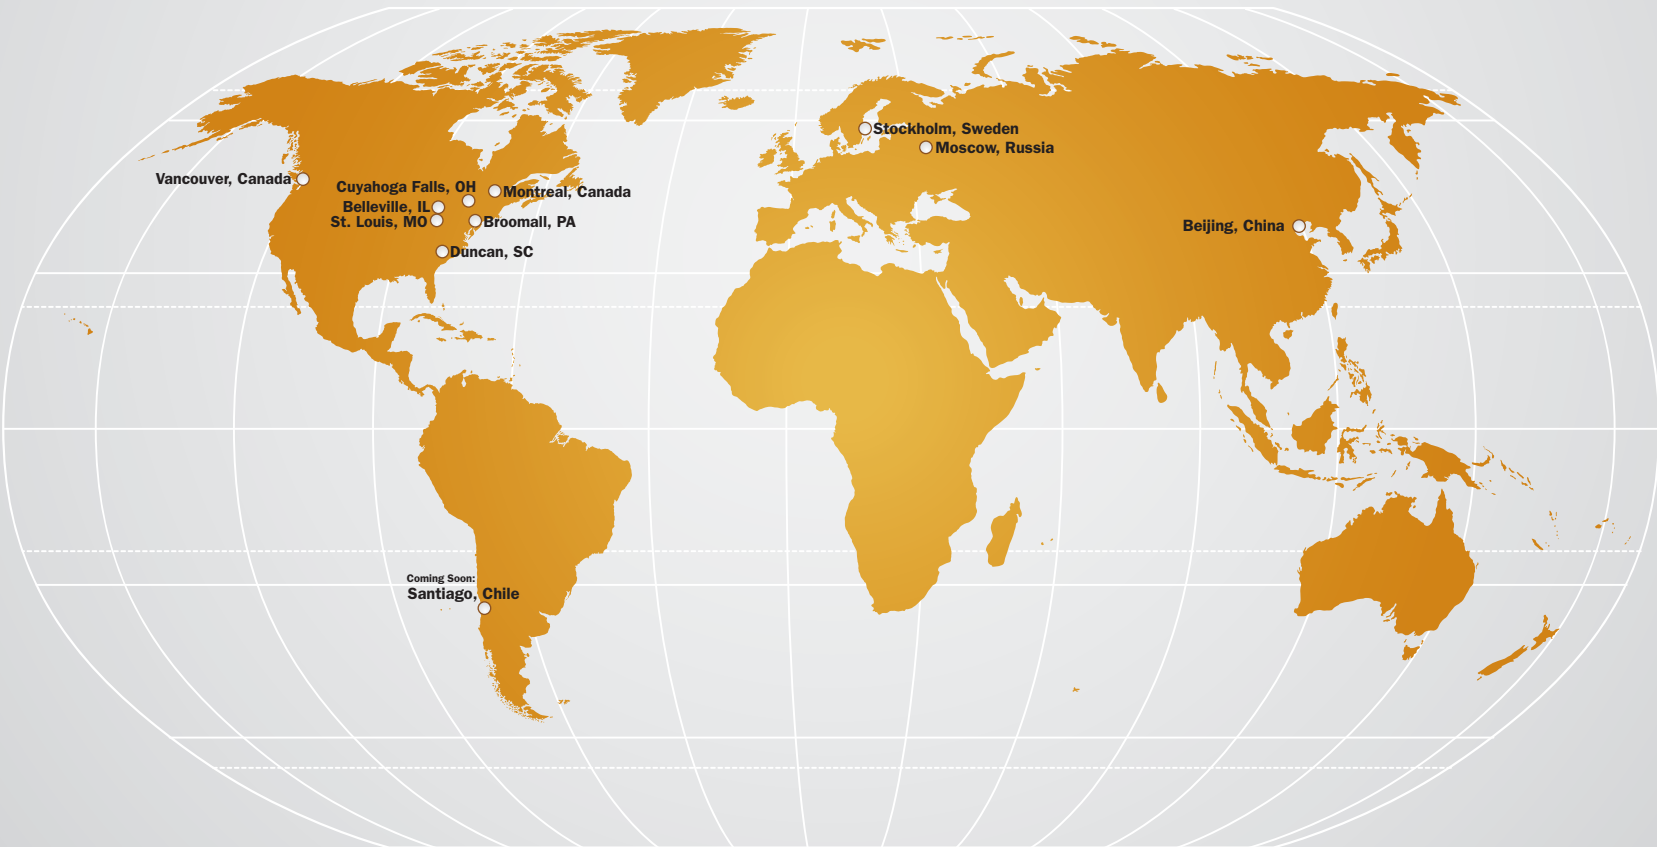 Stockholm, Sweden
Moscow, Russia
Vancouver, Canada
Cuyahoga Falls, OH
Montreal, Canada
Belleville, IL
St. Louis, MO
Broomall, PA
Beijing, China
Duncan, SC
Coming Soon:
Santiago, Chile